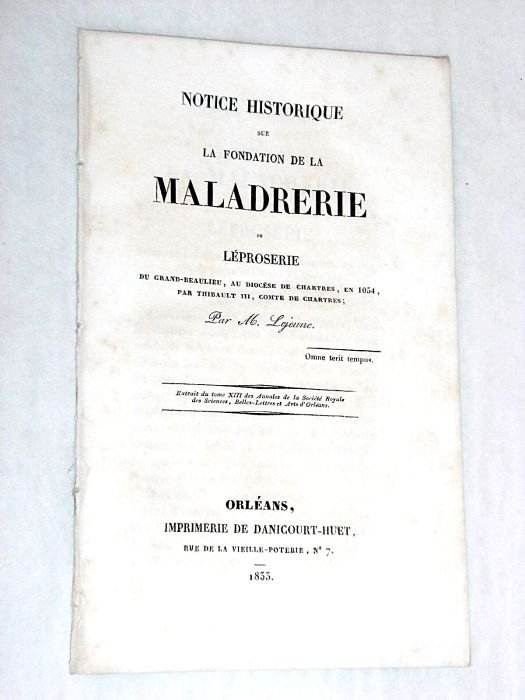 NOTICE HISTORIQUE
SUR
LA FONDATION DE LA
MALADRERIE
OU
LÉPROSERIE
DU GRAND-BEAULIEU, AU DIOCÈSE DE CHARTRES, EN 1054,
PAR THIBAULT III, COMTE DE CHARTRES;
Par M. Lejeune.
Omne terit tempus.
Extrait du tome XIII des Annales de la Société Royale
des Sciences, Belles-Lettres et Arts d'Orléans.
ORLÉANS,
IMPRIMERIE DE DANICOURT-HUET,
RUE DE LA VIEILLE-POTERIE, N° 7.
1833.